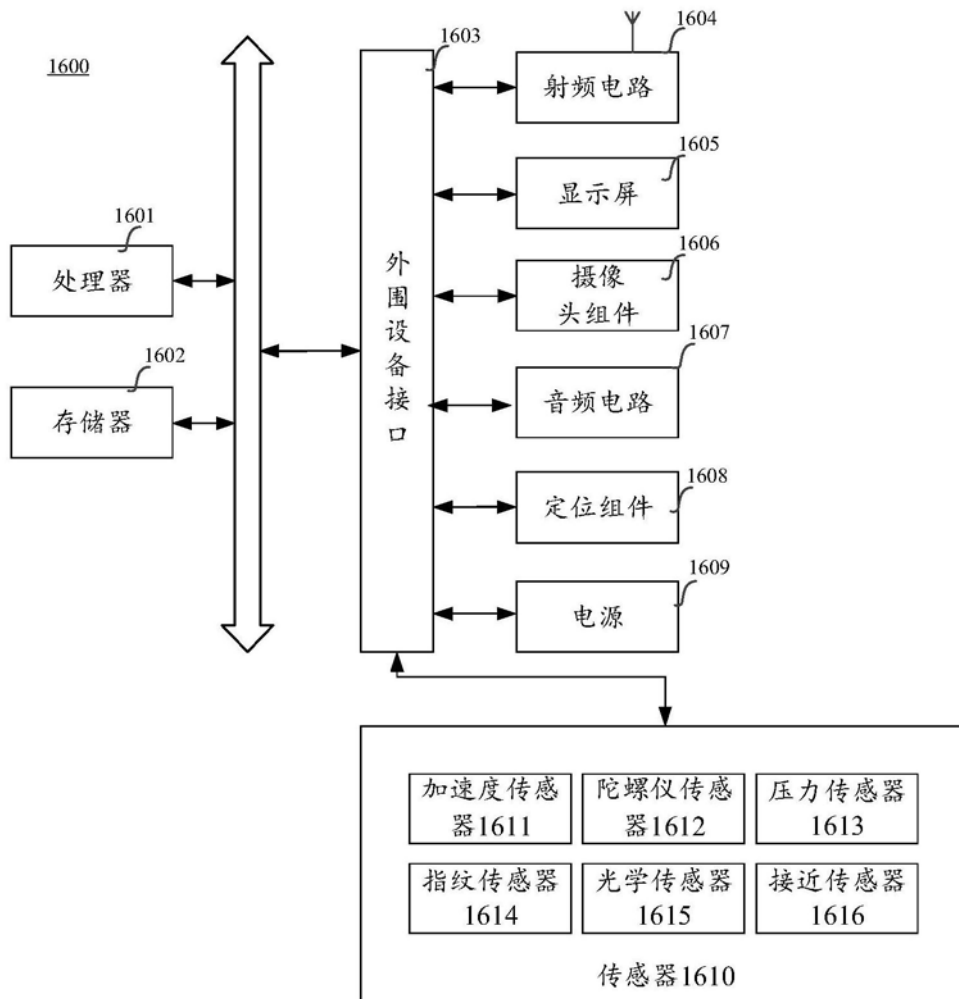 1600
1601
处理器
1602
存储器
1603
外围设备接口
1604
射频电路
1605
显示屏
1606
摄像
头组件
1607
音频电路
1608
定位组件
1609
电源
加速度传感
器1611
陀螺仪传感
器1612
压力传感器
1613
指纹传感器
1614
光学传感器
1615
接近传感器
1616
传感器1610